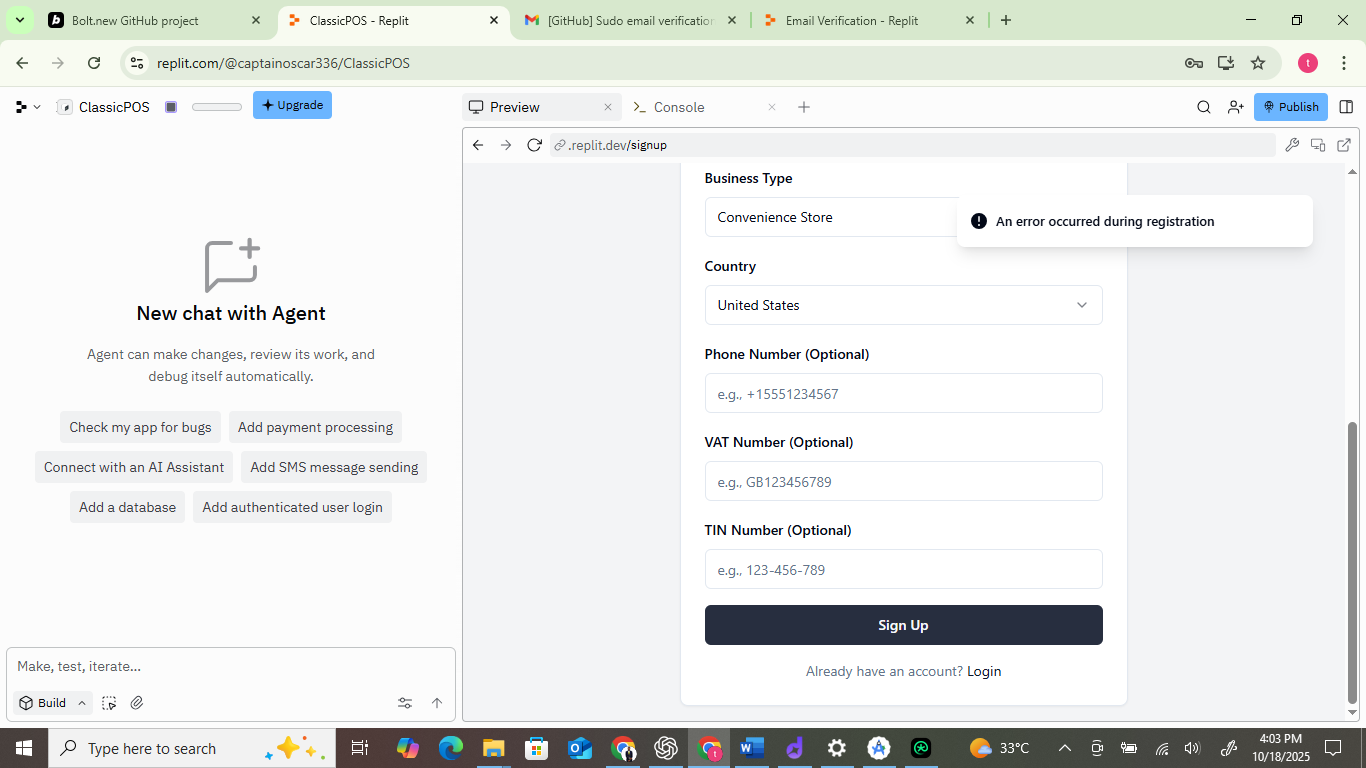 Bolt.new GitHub project
ClassicPOS - Replit
[GitHub] Sudo email verification
Email Verification - Replit
replit.com/@captainoscar336/ClassicPOS
t
ClassicPOS
Upgrade
Preview
Console
Publish
.replit.dev/signup
New chat with Agent
Agent can make changes, review its work, and
debug itself automatically.
Check my app for bugs
Add payment processing
Connect with an AI Assistant
Add SMS message sending
Add a database
Add authenticated user login
Make, test, iterate...
Build
Business Type
Convenience Store
An error occurred during registration
Country
United States
Phone Number (Optional)
e.g., +15551234567
VAT Number (Optional)
e.g., GB123456789
TIN Number (Optional)
e.g., 123-456-789
Sign Up
Already have an account? Login
Type here to search
33°C
4:03 PM
10/18/2025